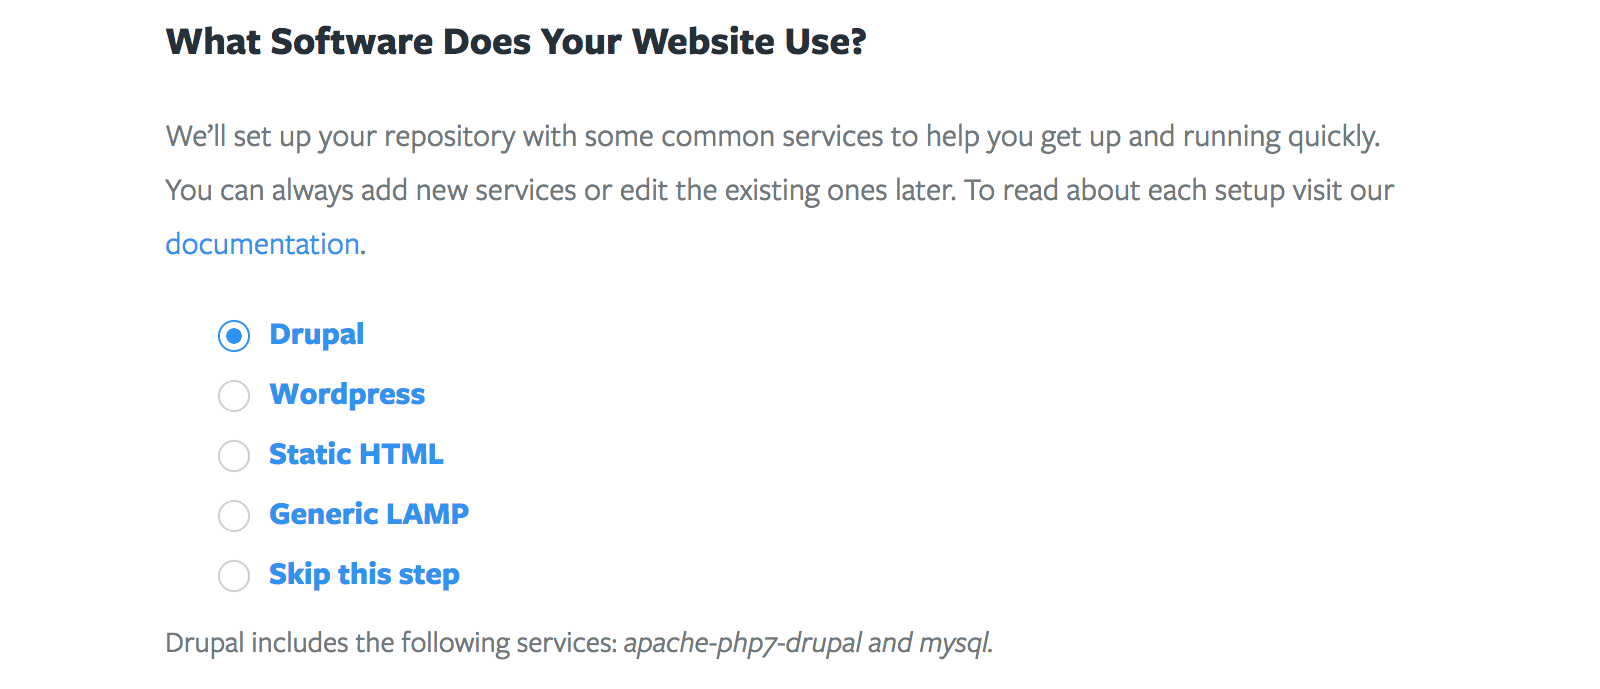 What Software Does Your Website Use?
We’ll set up your repository with some common services to help you get up and running quickly.
You can always add new services or edit the existing ones later. To read about each setup visit our
documentation.
Drupal
Wordpress
Static HTML
Generic LAMP
Skip this step
Drupal includes the following services: apache-php7-drupal and mysql.